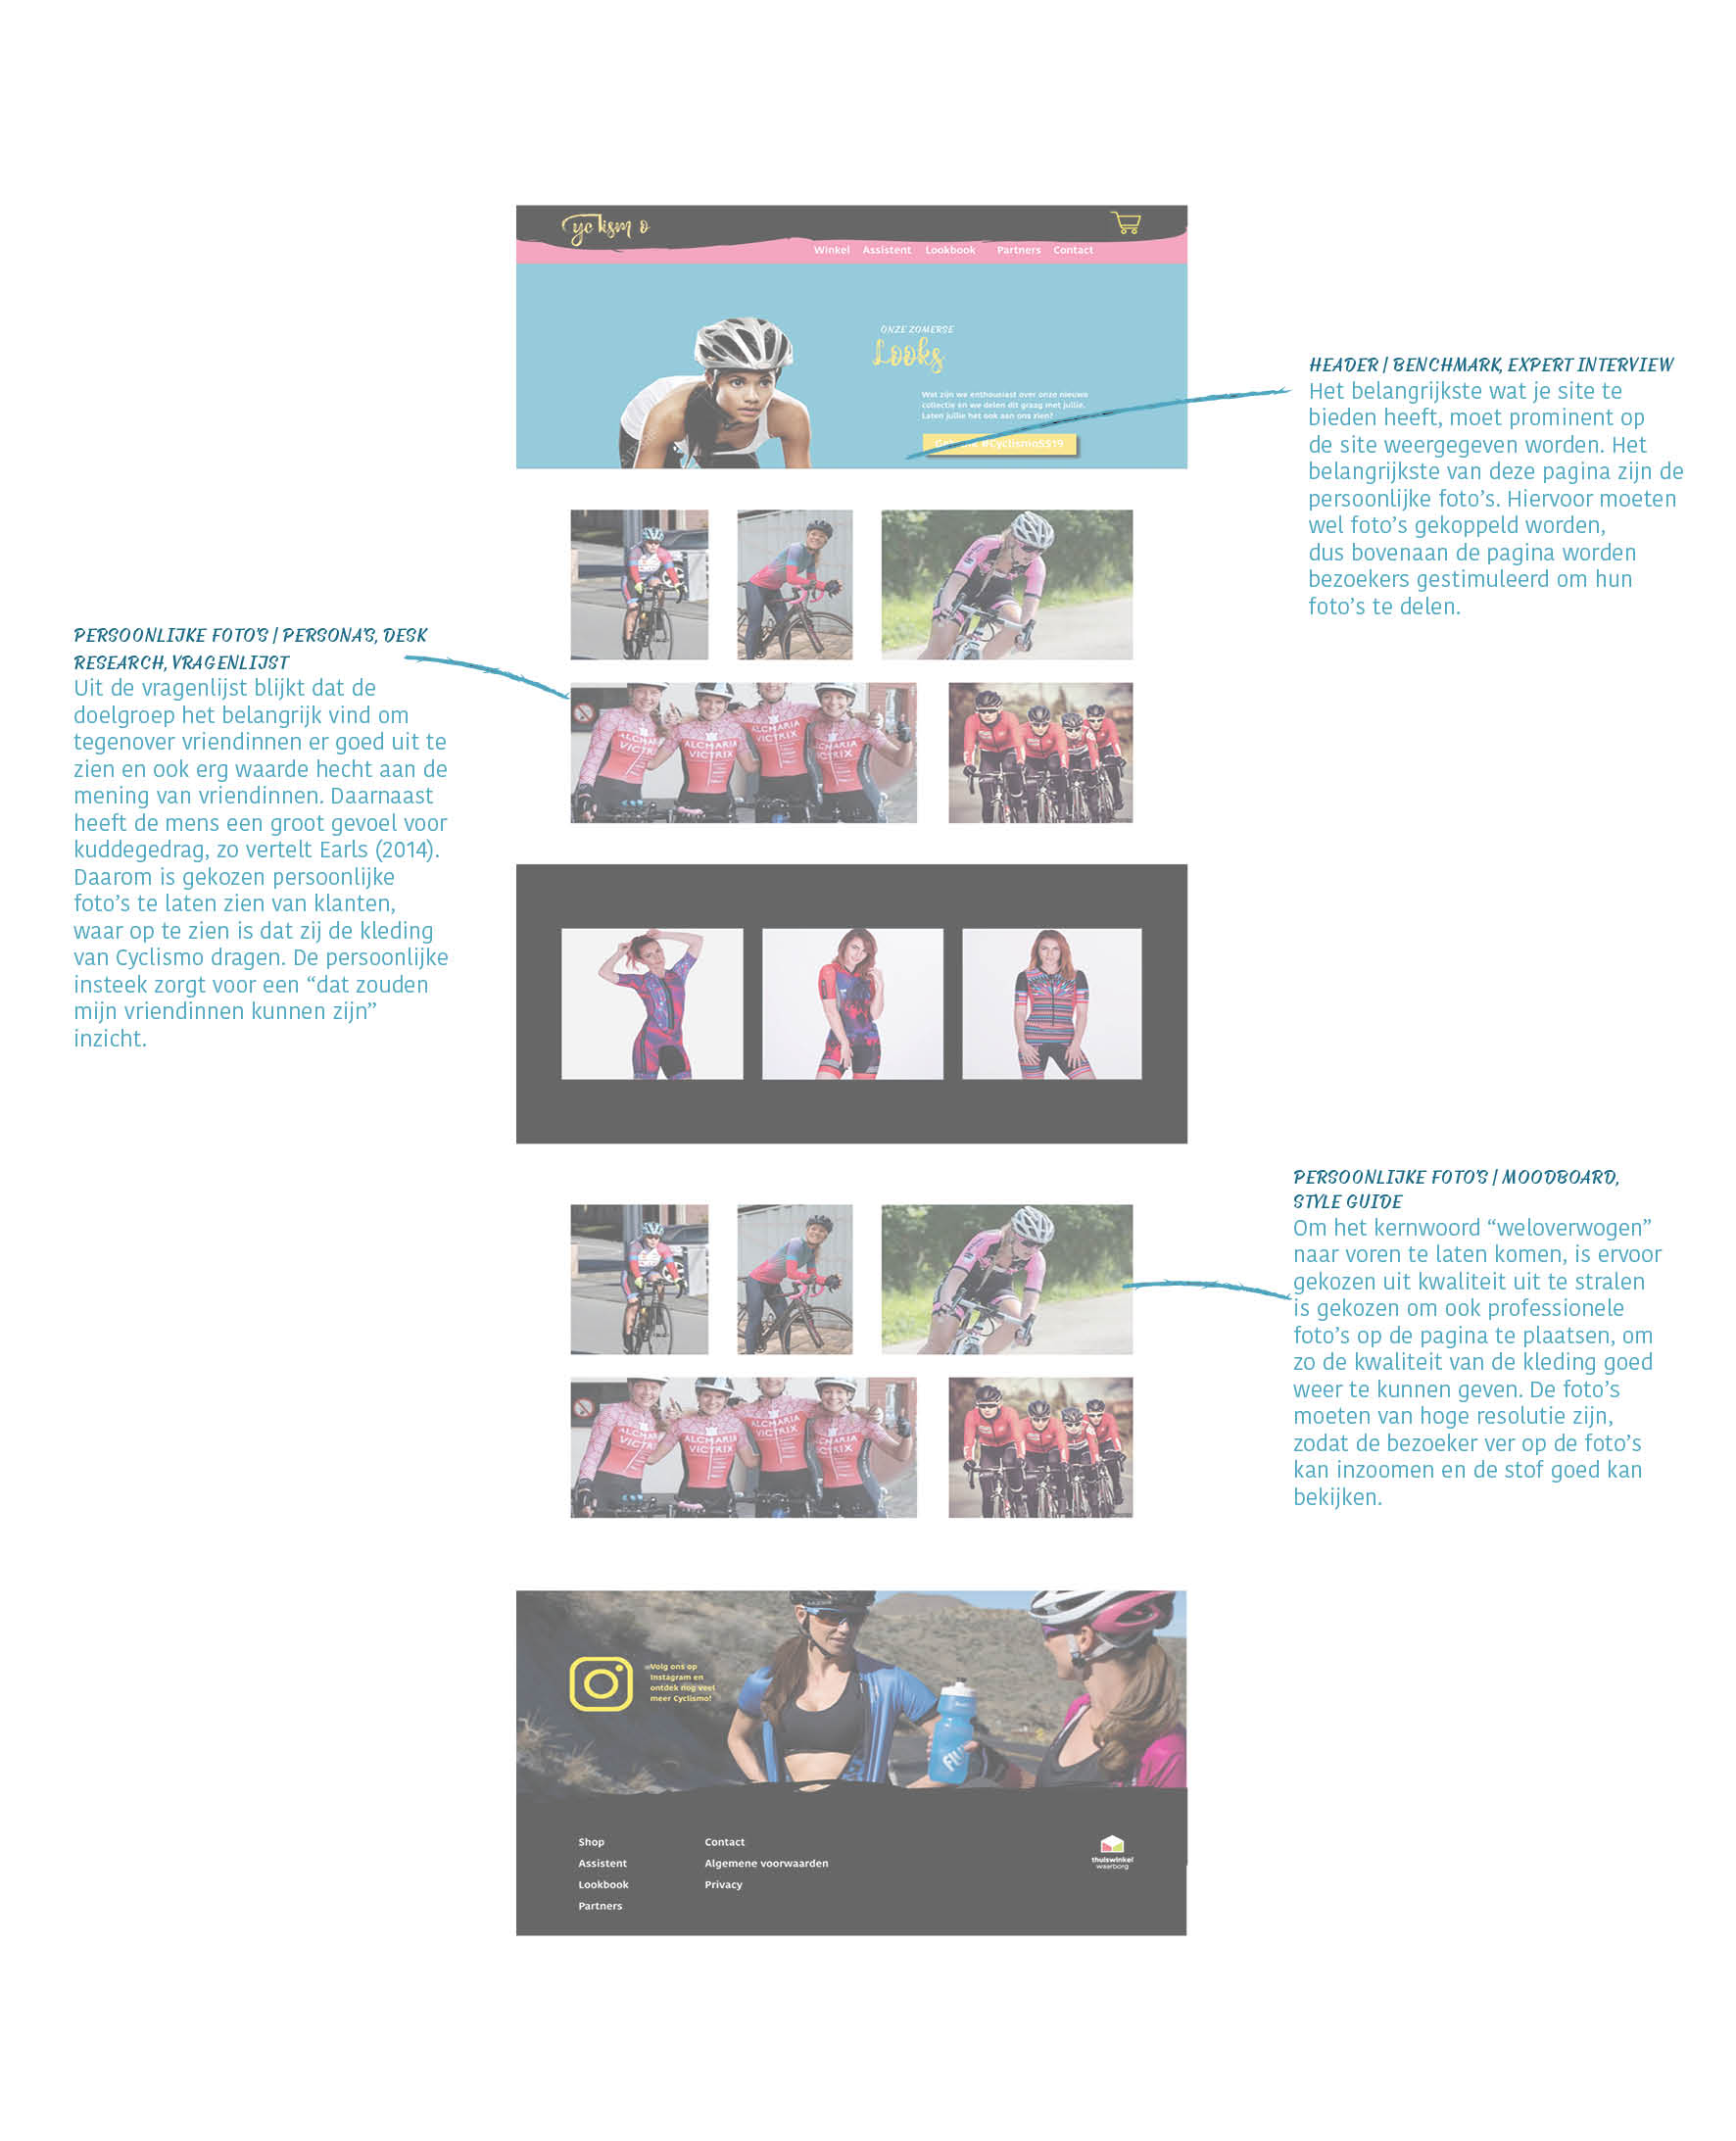 Cyclismo
Winkel Assistent Lookbook Partners Contact
ONZE ZOMERSE
Looks
Wat zijn we enthousiast over onze nieuwe
collectie en we delen dit graag met jullie.
Laten jullie het ook aan ons zien?
#CyclismoSS19
HEADER / BENCHMARK, EXPERT INTERVIEW
Het belangrijkste wat je site te
bieden heeft, moet prominent op
de site weergegeven worden. Het
belangrijkste van deze pagina zijn de
persoonlijke foto’s. Hiervoor moeten
wel foto’s gekoppeld worden,
dus bovenaan de pagina worden
bezoekers gestimuleerd om hun
foto’s te delen.
PERSOONLIJKE FOTO'S / PERSONA'S, DESK
RESEARCH, VRAGENLIJST
Uit de vragenlijst blijkt dat de
doelgroep het belangrijk vind om
tegenover vriendinnen er goed uit te
zien en ook erg waarde hecht aan de
mening van vriendinnen. Daarnaast
heeft de mens een groot gevoel voor
kuddegedrag, zo vertelt Earls (2014).
Daarom is gekozen persoonlijke
foto’s te laten zien van klanten,
waar op te zien is dat zij de kleding
van Cyclismo dragen. De persoonlijke
insteek zorgt voor een “dat zouden
mijn vriendinnen kunnen zijn”
inzicht.
ALCMARIA
VICTRIX
ALCMARIA
VICTRIX
PERSOONLIJKE FOTO'S / MOODBOARD,
STYLE GUIDE
Om het kernwoord “weloverwogen”
naar voren te laten komen, is ervoor
gekozen uit kwaliteit uit te stralen
is gekozen om ook professionele
foto’s op de pagina te plaatsen, om
zo de kwaliteit van de kleding goed
weer te kunnen geven. De foto’s
moeten van hoge resolutie zijn,
zodat de bezoeker ver op de foto’s
kan inzoomen en de stof goed kan
bekijken.
ALCMARIA
VICTRIX
ALCMARIA
VICTRIX
Volg ons op
Instagram en
ontdek nog veel
meer Cyclismo!
Shop
Assistent
Lookbook
Partners
Contact
Algemene voorwaarden
Privacy
thuiswinkel
waarborg